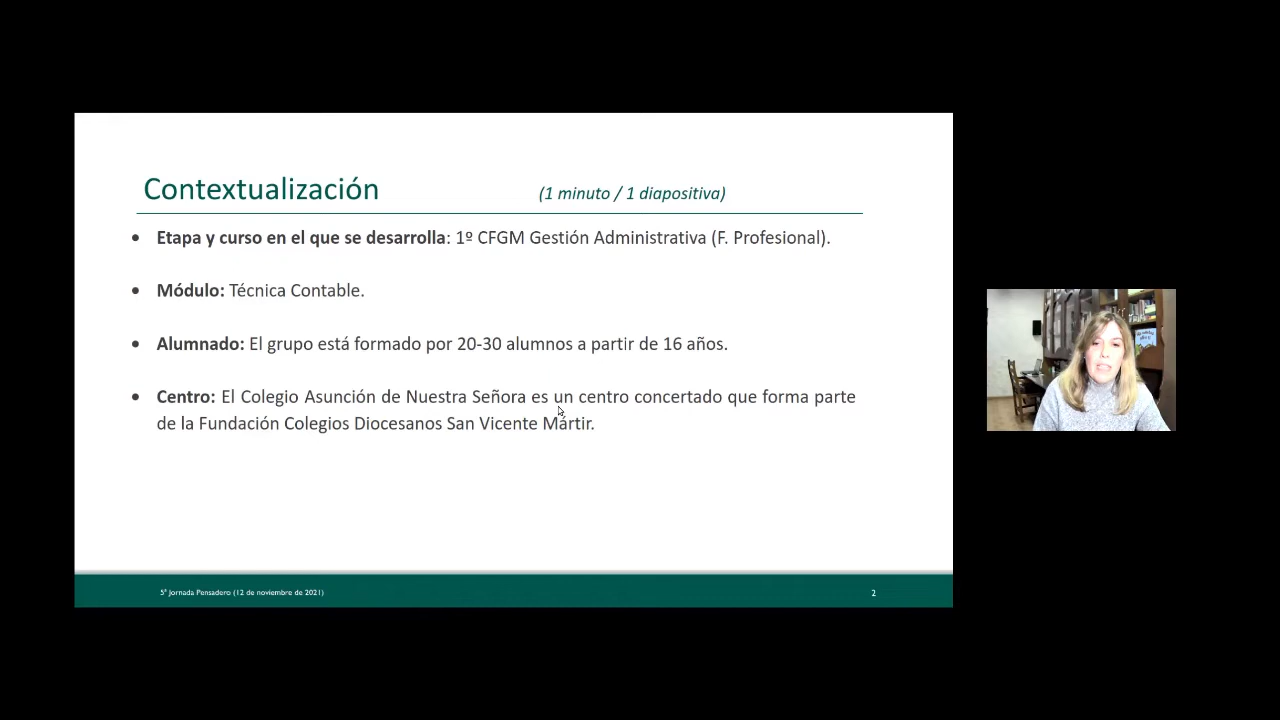 Contextualización (1 minuto / 1 diapositiva)
• Etapa y curso en el que se desarrolla: 1º CFGM Gestión Administrativa (F. Profesional).
• Módulo: Técnica Contable.
• Alumnado: El grupo está formado por 20-30 alumnos a partir de 16 años.
• Centro: El Colegio Asunción de Nuestra Señora es un centro concertado que forma parte
de la Fundación Colegios Diocesanos San Vicente Mártir.
5ª Jornada Pensadero (12 de noviembre de 2021) 2